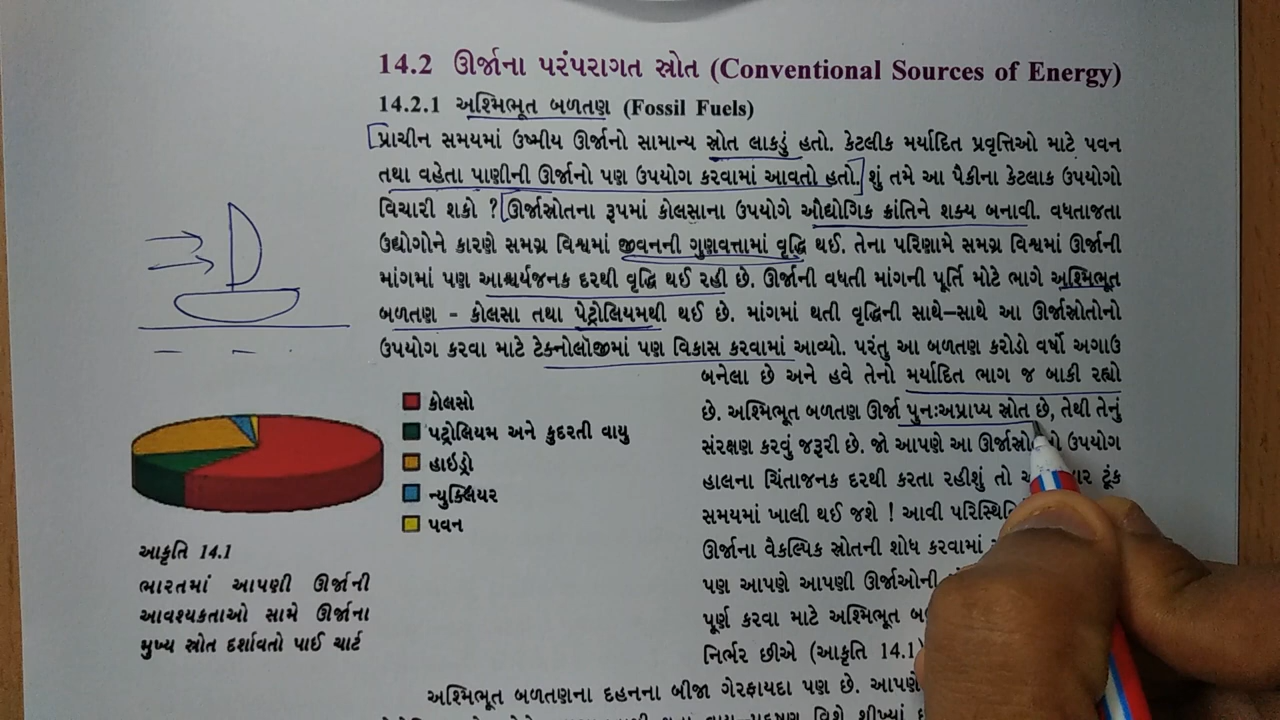 14.2 ઊર્જાના પરંપરાગત સ્રોત (Conventional Sources of Energy)
14.2.1 અશ્મિભૂત બળતણ (Fossil Fuels)
પ્રાચીન સમયમાં ઉષ્મીય ઊર્જાનો સામાન્ય સ્રોત લાકડું હતો. કેટલીક મર્યાદિત પ્રવૃત્તિઓ માટે પવન
તથા વહેતા પાણીની ઊર્જાનો પણ ઉપયોગ કરવામાં આવતો હતો. શું તમે આ પૈકીના કેટલાક ઉપયોગો
વિચારી શકો ? ઊર્જાસ્રોતના રૂપમાં કોલસાના ઉપયોગે ઔદ્યોગિક ક્રાંતિને શક્ય બનાવી. વધતાજતા
ઉદ્યોગોને કારણે સમગ્ર વિશ્વમાં જીવનની ગુણવત્તામાં વૃદ્ધિ થઈ. તેના પરિણામે સમગ્ર વિશ્વમાં ઊર્જાની
માંગમાં પણ આશ્ચર્યજનક દરથી વૃદ્ધિ થઈ રહી છે. ઊર્જાની વધતી માંગની પૂર્તિ મોટે ભાગે અશ્મિભૂત
બળતણ - કોલસા તથા પેટ્રોલિયમથી થઈ છે. માંગમાં થતી વૃદ્ધિની સાથે-સાથે આ ઊર્જાસ્રોતોનો
ઉપયોગ કરવા માટે ટેક્નોલૉજીમાં પણ વિકાસ કરવામાં આવ્યો. પરંતુ આ બળતણ કરોડો વર્ષો અગાઉ
બનેલા છે અને હવે તેનો મર્યાદિત ભાગ જ બાકી રહ્યો
છે. અશ્મિભૂત બળતણ ઊર્જા પુનઃઅપ્રાપ્ય સ્રોત છે, તેથી તેનું
સંરક્ષણ કરવું જરૂરી છે. જો આપણે આ ઊર્જાસ્રો ઉપયોગ
હાલના ચિંતાજનક દરથી કરતા રહીશું તો ટૂંક
સમયમાં ખાલી થઈ જશે ! આવી
ઊર્જાના વૈકલ્પિક સ્રોતની શોધ કરવામાં
પણ આપણે આપણી ઊર્જાઓની
પૂર્ણ કરવા માટે અશ્મિભૂત
નિર્ભર છીએ (આકૃતિ 14.1)
કોલસો
પટ્રોલિયમ અને કુદરતી વાયુ
હાઇડ્રો
ન્યુક્લિયર
પવન
આકૃતિ 14.1
ભારતમાં આપણી ઊર્જાની
આવશ્યકતાઓ સામે ઊર્જાના
મુખ્ય સ્રોત દર્શાવતો પાઈ ચાર્ટ
અશ્મિભૂત બળતણના દહનના બીજા ગેરફાયદા પણ છે. આપણે